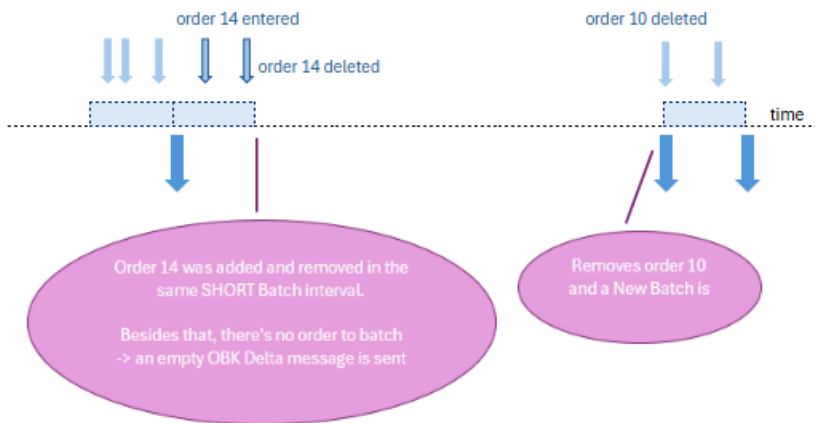 order 14 entered
order 10 deleted
order 14 deleted
time
Order 14 was added and removed in the
same SHORT Batch interval.
Besides that, there's no order to batch
-> an empty OBK Delta message is sent
Removes order 10
and a New Batch is